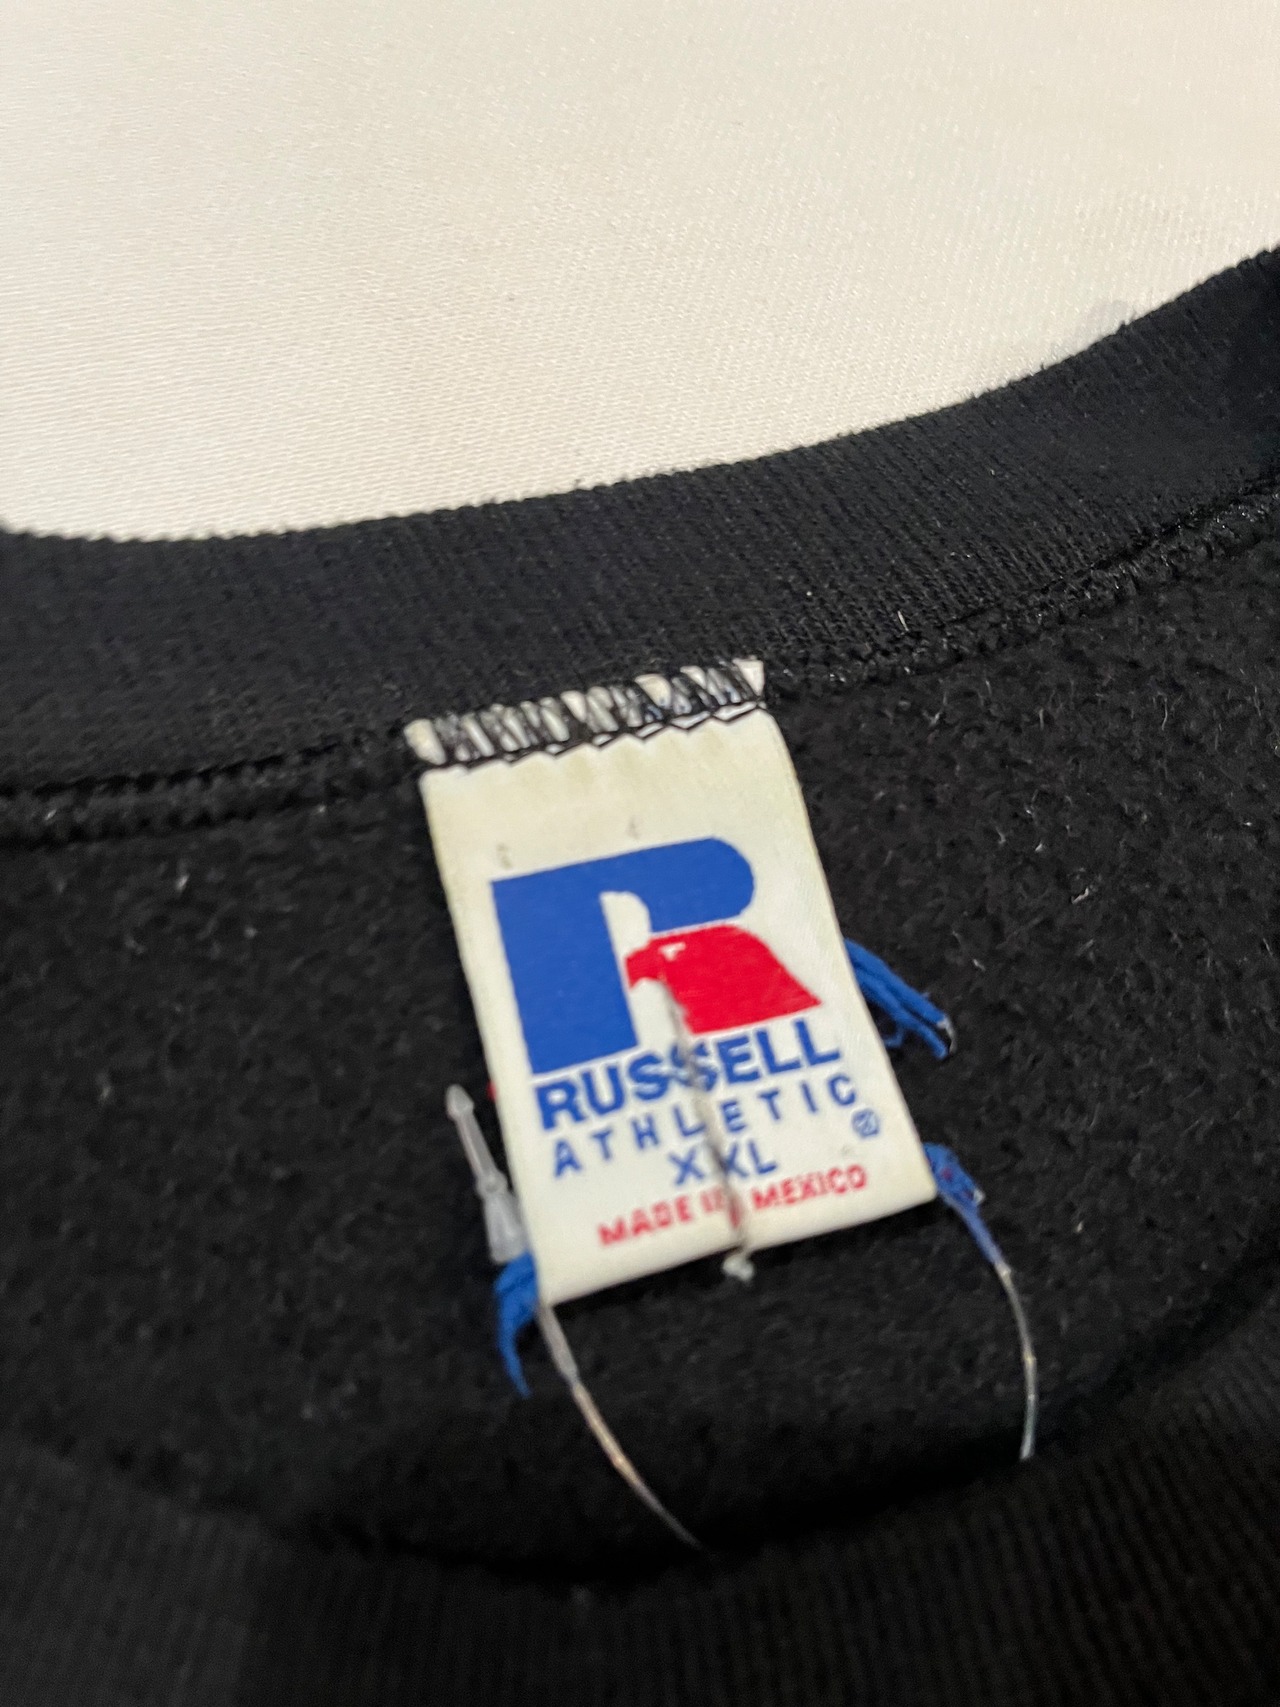 R
RUSSELL
ATHLETIC ®
XXL
MADE IN MEXICO